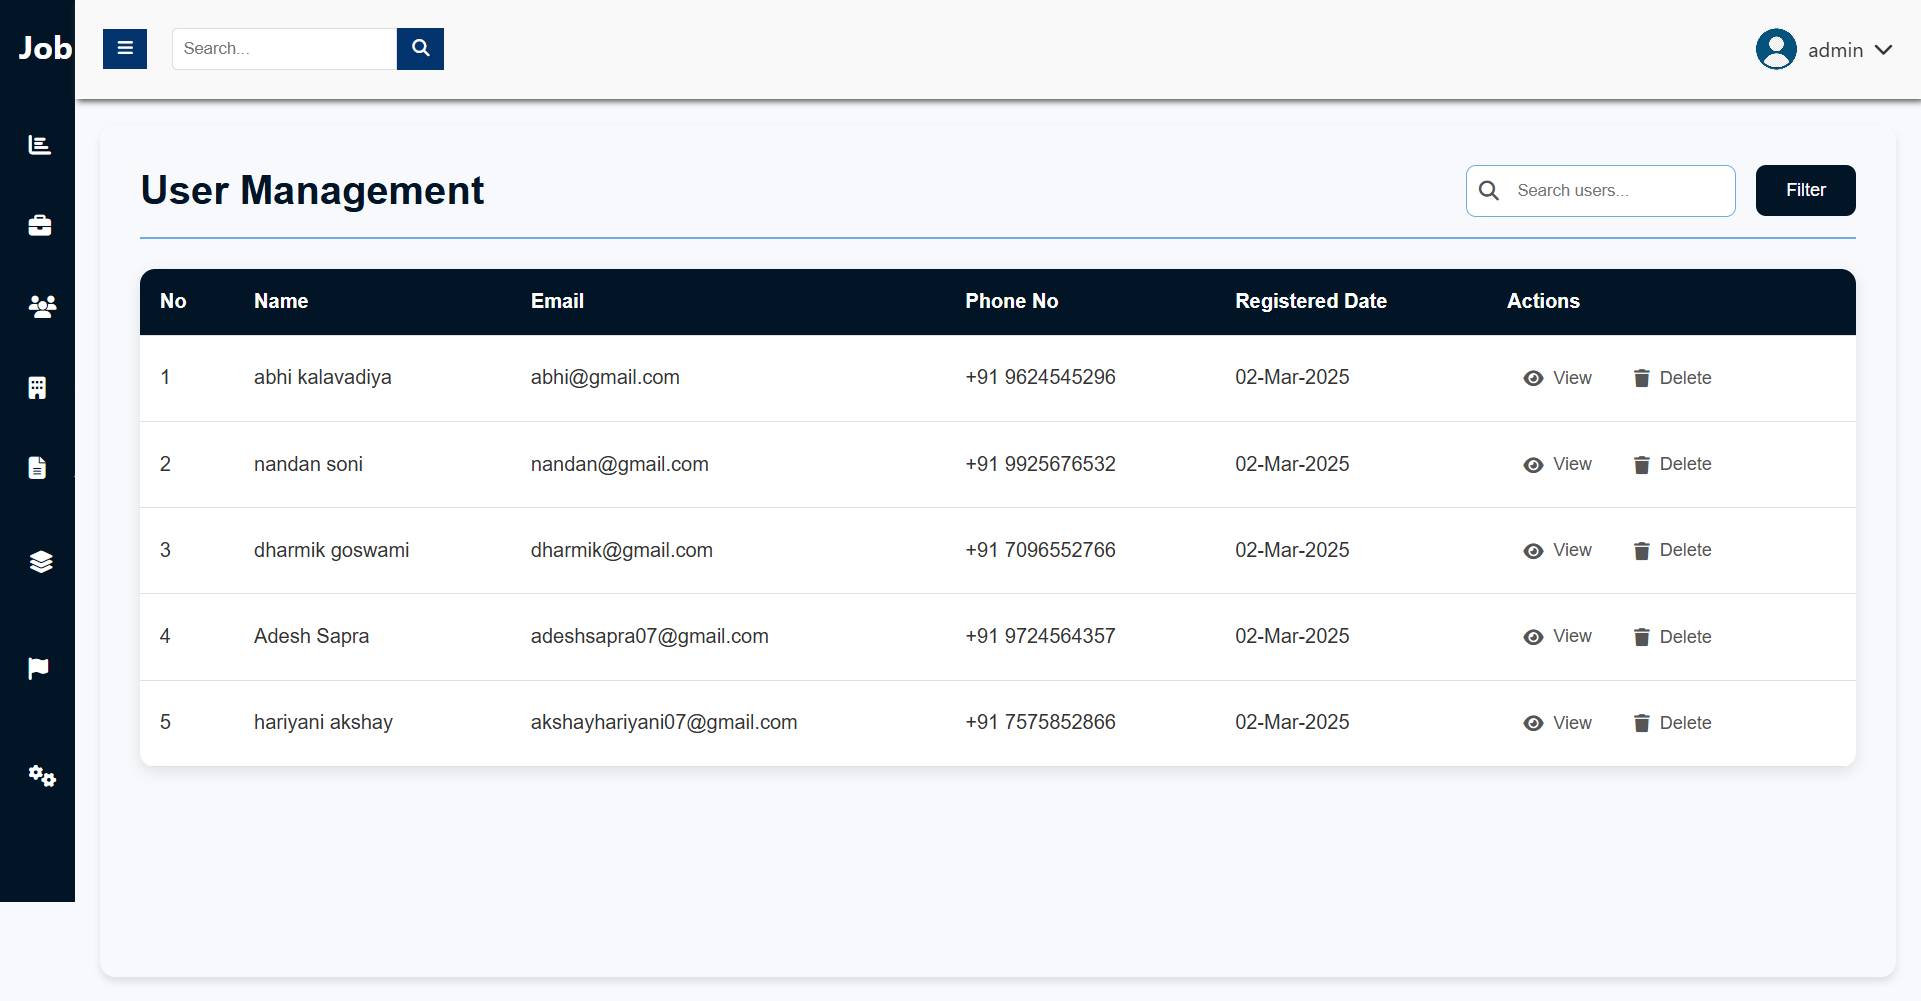 Job
Search...
admin
User Management
Search users...
Filter
No Name Email Phone No Registered Date Actions
1 abhi kalavadiya abhi@gmail.com +91 9624545296 02-Mar-2025 View Delete
2 nandan soni nandan@gmail.com +91 9925676532 02-Mar-2025 View Delete
3 dharmik goswami dharmik@gmail.com +91 7096552766 02-Mar-2025 View Delete
4 Adesh Sapra adeshsapra07@gmail.com +91 9724564357 02-Mar-2025 View Delete
5 hariyani akshay akshayhariyani07@gmail.com +91 7575852866 02-Mar-2025 View Delete